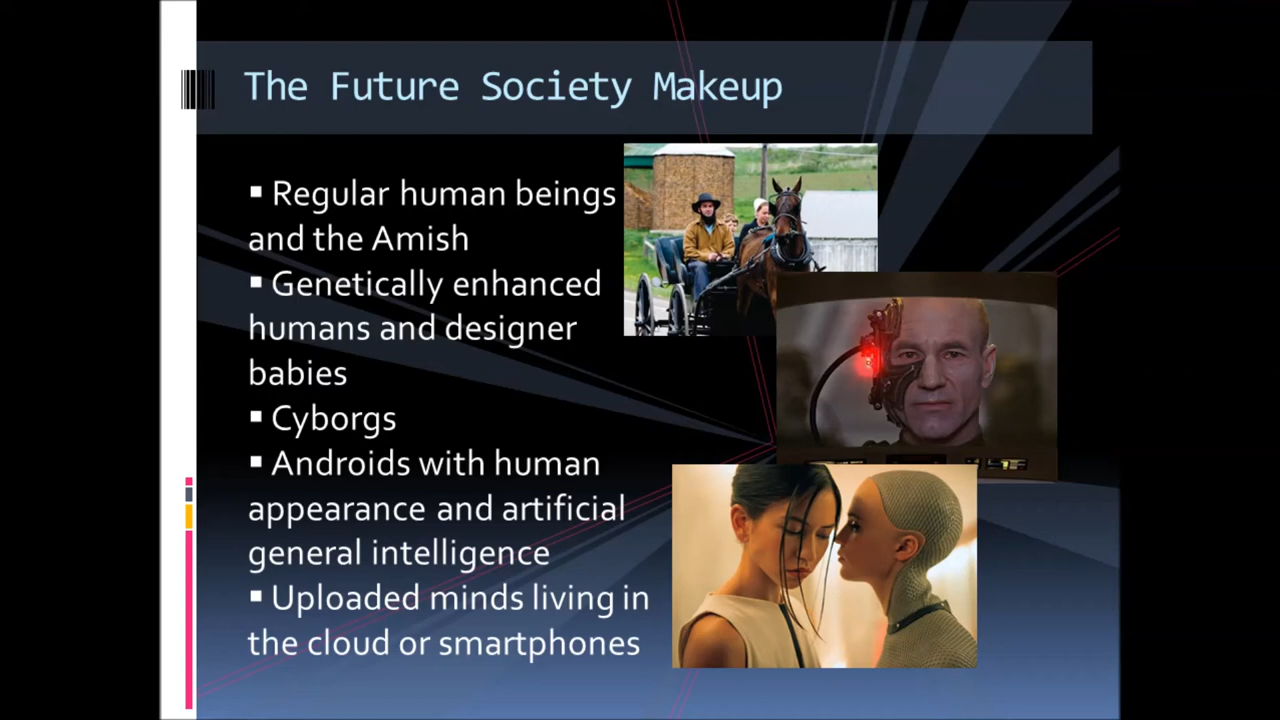 The Future Society Makeup
▪ Regular human beings
and the Amish
▪ Genetically enhanced
humans and designer
babies
▪ Cyborgs
▪ Androids with human
appearance and artificial
general intelligence
▪ Uploaded minds living in
the cloud or smartphones